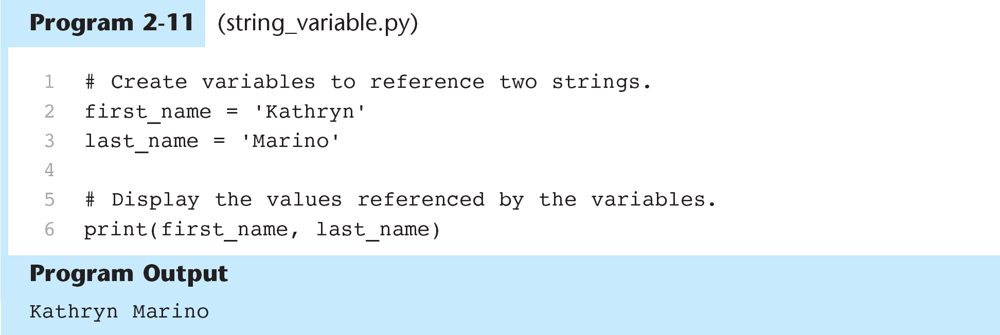 Program 2-11 (string_variable.py)
1 # Create variables to reference two strings.
2 first_name = 'Kathryn'
3 last_name = 'Marino'
4
5 # Display the values referenced by the variables.
6 print(first_name, last_name)
Program Output
Kathryn Marino